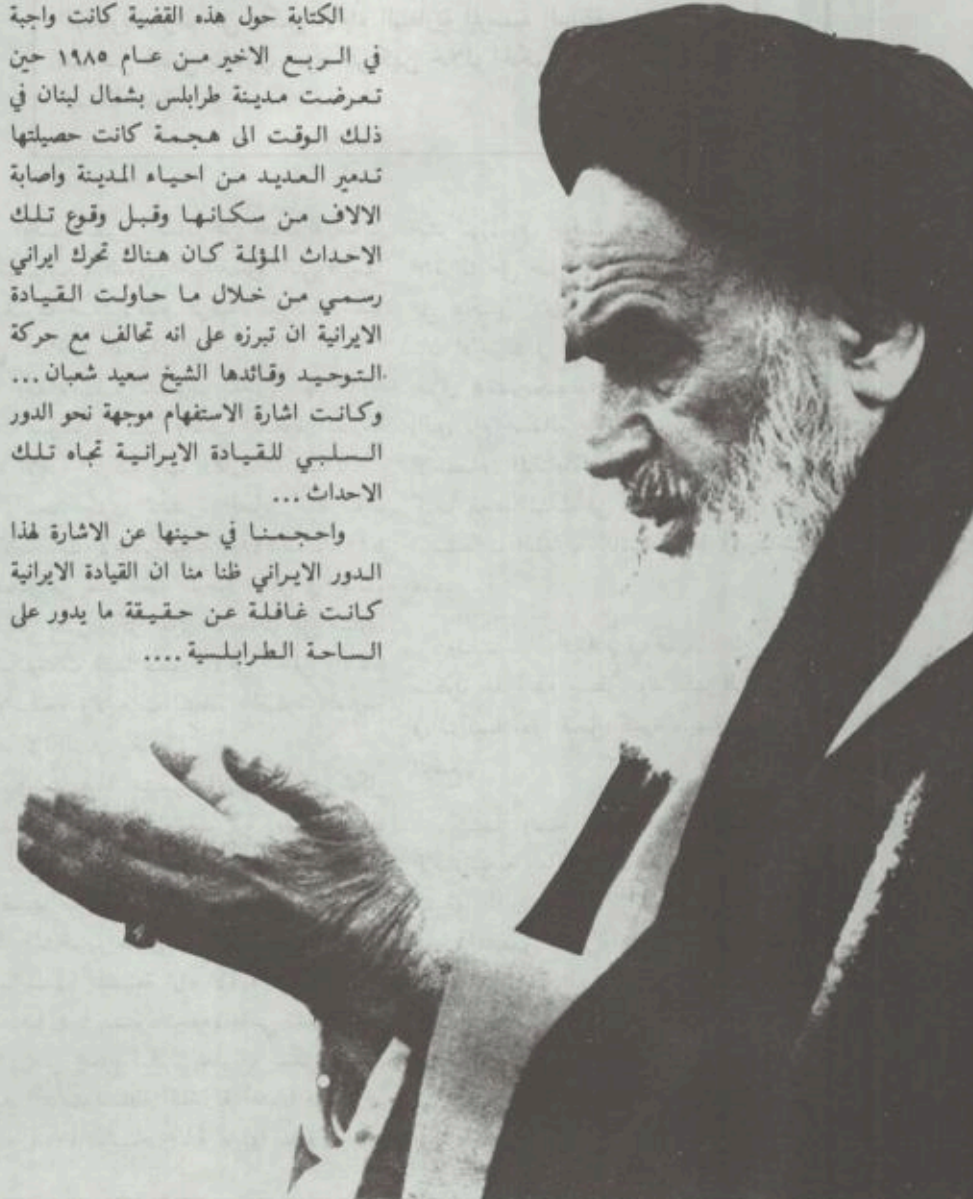 الكتابة حول هذه القضية كانت واجبة
في الربع الاخير من عام ١٩٨٥ حين
تعرضت مدينة طرابلس بشمال لبنان في
ذلك الوقت الى هجمة كانت حصيلتها
تدمير العديد من احياء المدينة واصابة
الالاف من سكانها وقبل وقوع تلك
الاحداث المؤلمة كان هناك تحرك ايراني
رسمي من خلال ما حاولت القيادة
الايرانية ان تبرزه على انه تحالف مع حركة
التوحيد وقائدها الشيخ سعيد شعبان ...
وكانت اشارة الاستفهام موجهة نحو الدور
السلبي للقيادة الايرانية تجاه تلك
الاحداث ...
واحجمنا في حينها عن الاشارة لهذا
الدور الايراني ظنا منا ان القيادة الايرانية
كانت غافلة عن حقيقة ما يدور على
الساحة الطرابلسية ....